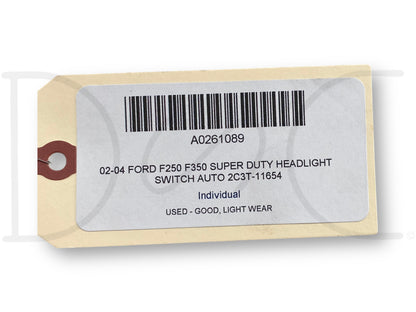 A0261089
02-04 FORD F250 F350 SUPER DUTY HEADLIGHT
SWITCH AUTO 2C3T-11654
Individual
USED - GOOD, LIGHT WEAR